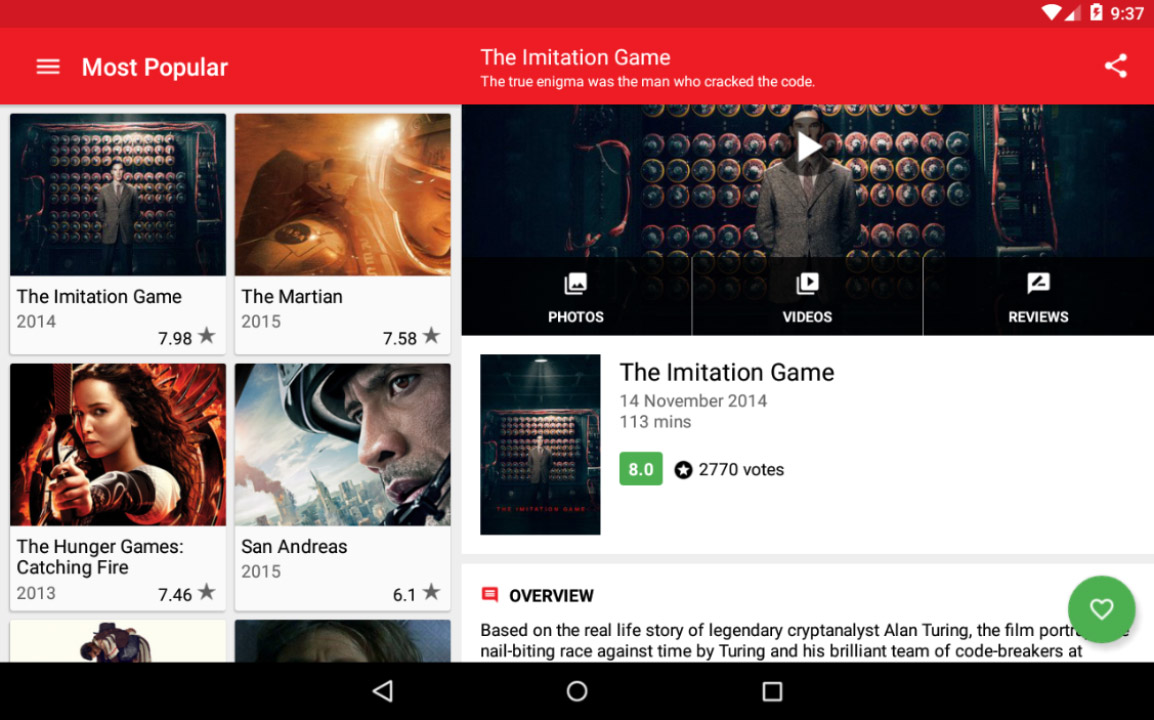 9:37
Most Popular
The Imitation Game
The true enigma was the man who cracked the code.
The Imitation Game
2014
7.98
The Martian
2015
7.58
The Hunger Games:
Catching Fire
2013
7.46
San Andreas
2015
6.1
PHOTOS
VIDEOS
REVIEWS
THE IMITATION GAME
The Imitation Game
14 November 2014
113 mins
8.0
2770 votes
OVERVIEW
Based on the real life story of legendary cryptanalyst Alan Turing, the film
nail-biting race against time by Turing and his brilliant team of code-breakers at